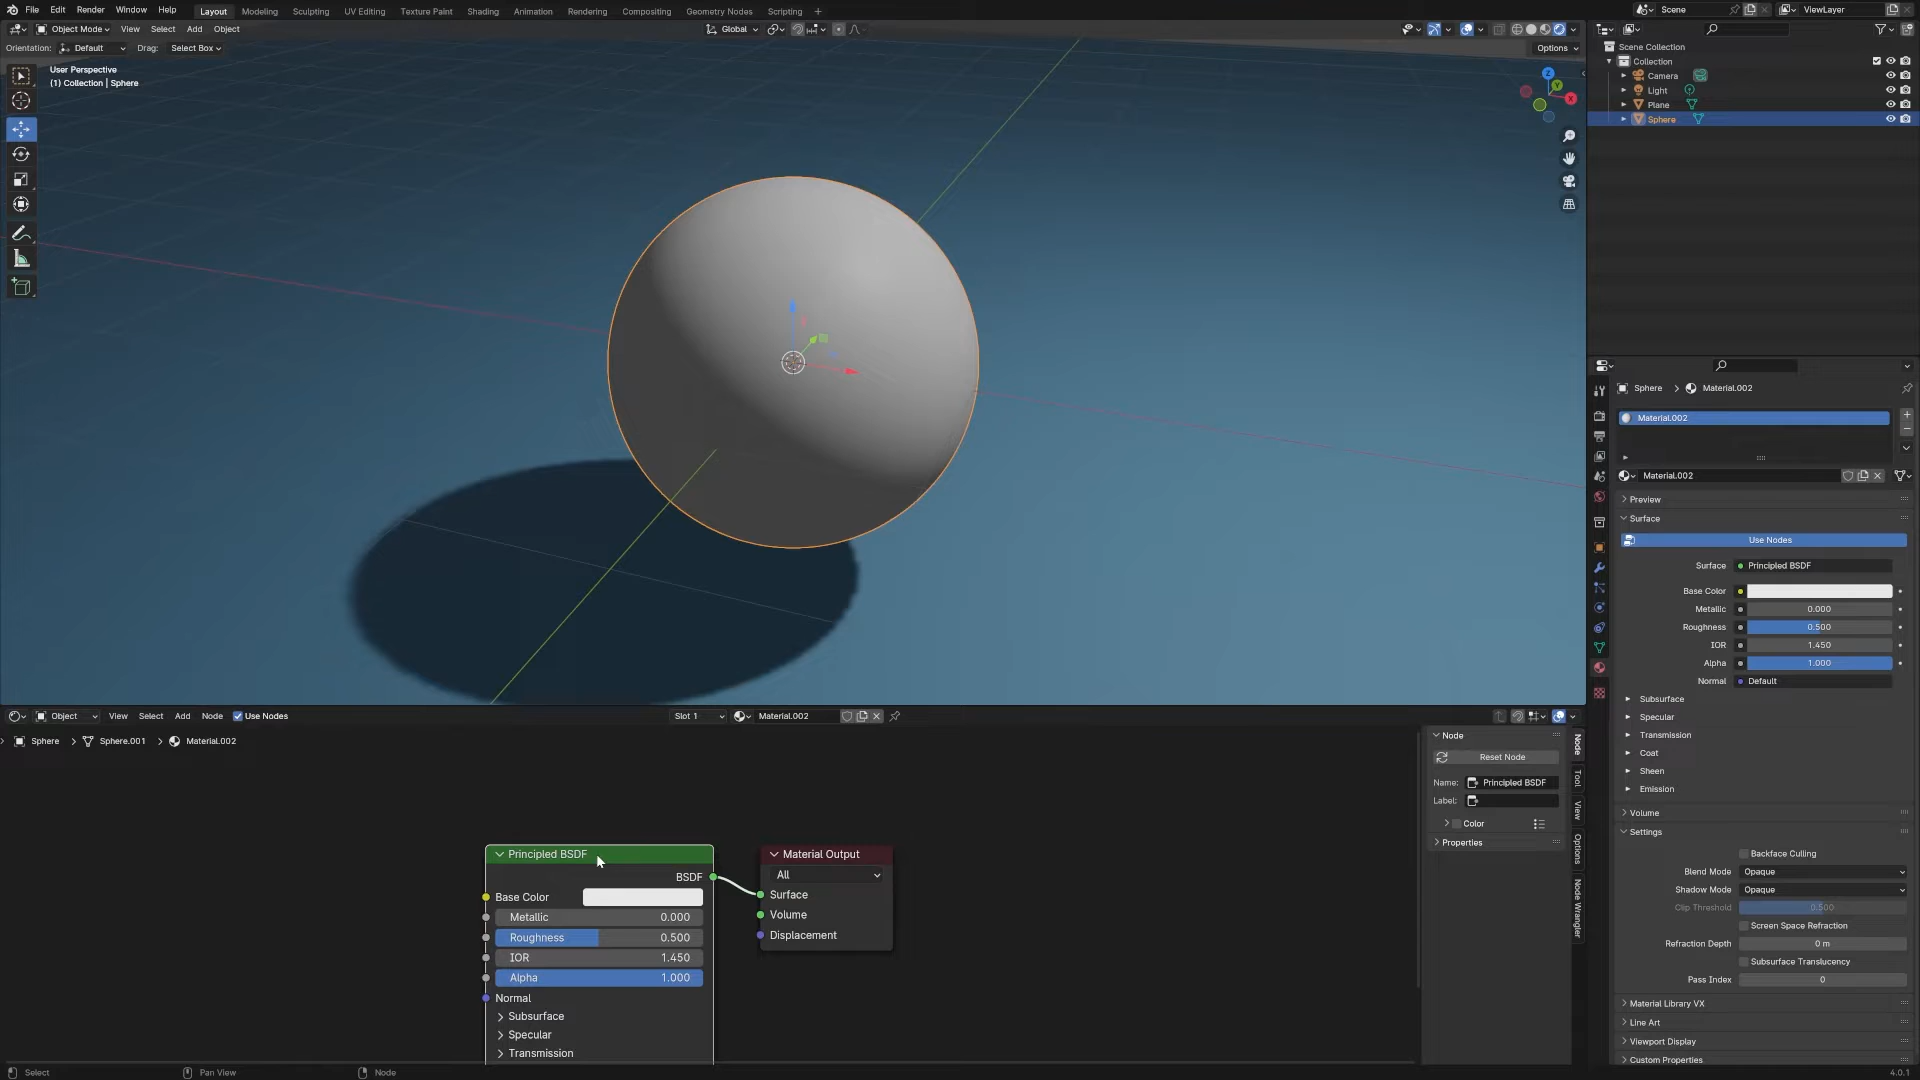 File Edit Render Window Help Layout Modeling Sculpting UV Editing Texture Paint Shading Animation Rendering Compositing Geometry Nodes Scripting + Scene ViewLayer
Object Mode View Select Add Object Global
Orientation: Default Drag: Select Box Options
User Perspective
(1) Collection | Sphere
Z
Y
X
Scene Collection
Collection
Camera
Light
Plane
Sphere
Sphere > Material.002
Material.002
Material.002
Preview
Surface
Use Nodes
Surface Principled BSDF
Base Color
Metallic 0.000
Roughness 0.500
IOR 1.450
Alpha 1.000
Normal Default
Subsurface
Specular
Transmission
Coat
Sheen
Emission
Volume
Settings
Backface Culling
Blend Mode Opaque
Shadow Mode Opaque
Clip Threshold 0.500
Screen Space Refraction
Refraction Depth 0 m
Subsurface Translucency
Pass Index 0
Material Library VX
Line Art
Viewport Display
Custom Properties
Object View Select Add Node Use Nodes Slot 1 Material.002
Sphere > Sphere.001 > Material.002
Principled BSDF
BSDF
Base Color
Metallic 0.000
Roughness 0.500
IOR 1.450
Alpha 1.000
Normal
Subsurface
Specular
Transmission
Material Output
All
Surface
Volume
Displacement
Node
Reset Node
Name: Principled BSDF
Label:
Color
Properties
Node
Tool
View
Options
Node Wrangler
Select Pan View Node 4.0.1